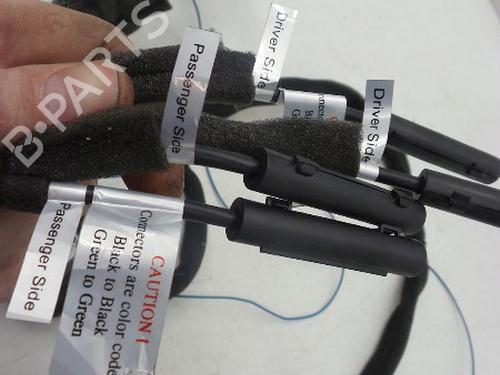 Driver Side
Passenger Side
Driver Side
Passenger Side
CAUTION !
Connectors are color code
Black to Black
Green to Green
B-PARTS